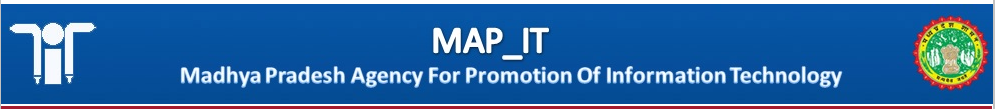 MAP_IT
Madhya Pradesh Agency For Promotion Of Information Technology